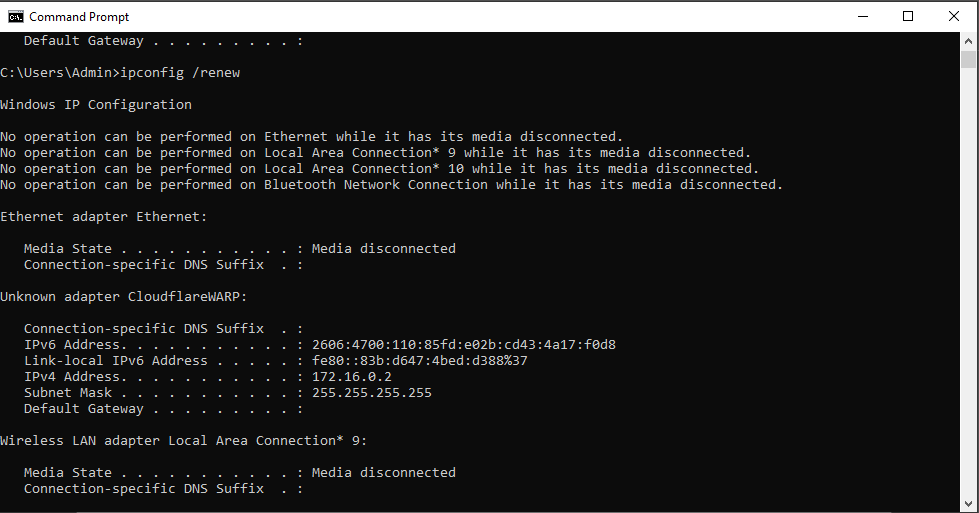 Command Prompt
   Default Gateway . . . . . . . . . :
C:\Users\Admin>ipconfig /renew
Windows IP Configuration
No operation can be performed on Ethernet while it has its media disconnected.
No operation can be performed on Local Area Connection* 9 while it has its media disconnected.
No operation can be performed on Local Area Connection* 10 while it has its media disconnected.
No operation can be performed on Bluetooth Network Connection while it has its media disconnected.
Ethernet adapter Ethernet:
   Media State . . . . . . . . . . . : Media disconnected
   Connection-specific DNS Suffix  . :
Unknown adapter CloudflareWARP:
   Connection-specific DNS Suffix  . :
   IPv6 Address. . . . . . . . . . . : 2606:4700:110:85fd:e02b:cd43:4a17:f0d8
   Link-local IPv6 Address . . . . . : fe80::83b:d647:4bed:d388%37
   IPv4 Address. . . . . . . . . . . : 172.16.0.2
   Subnet Mask . . . . . . . . . . . : 255.255.255.255
   Default Gateway . . . . . . . . . :
Wireless LAN adapter Local Area Connection* 9:
   Media State . . . . . . . . . . . : Media disconnected
   Connection-specific DNS Suffix  . :